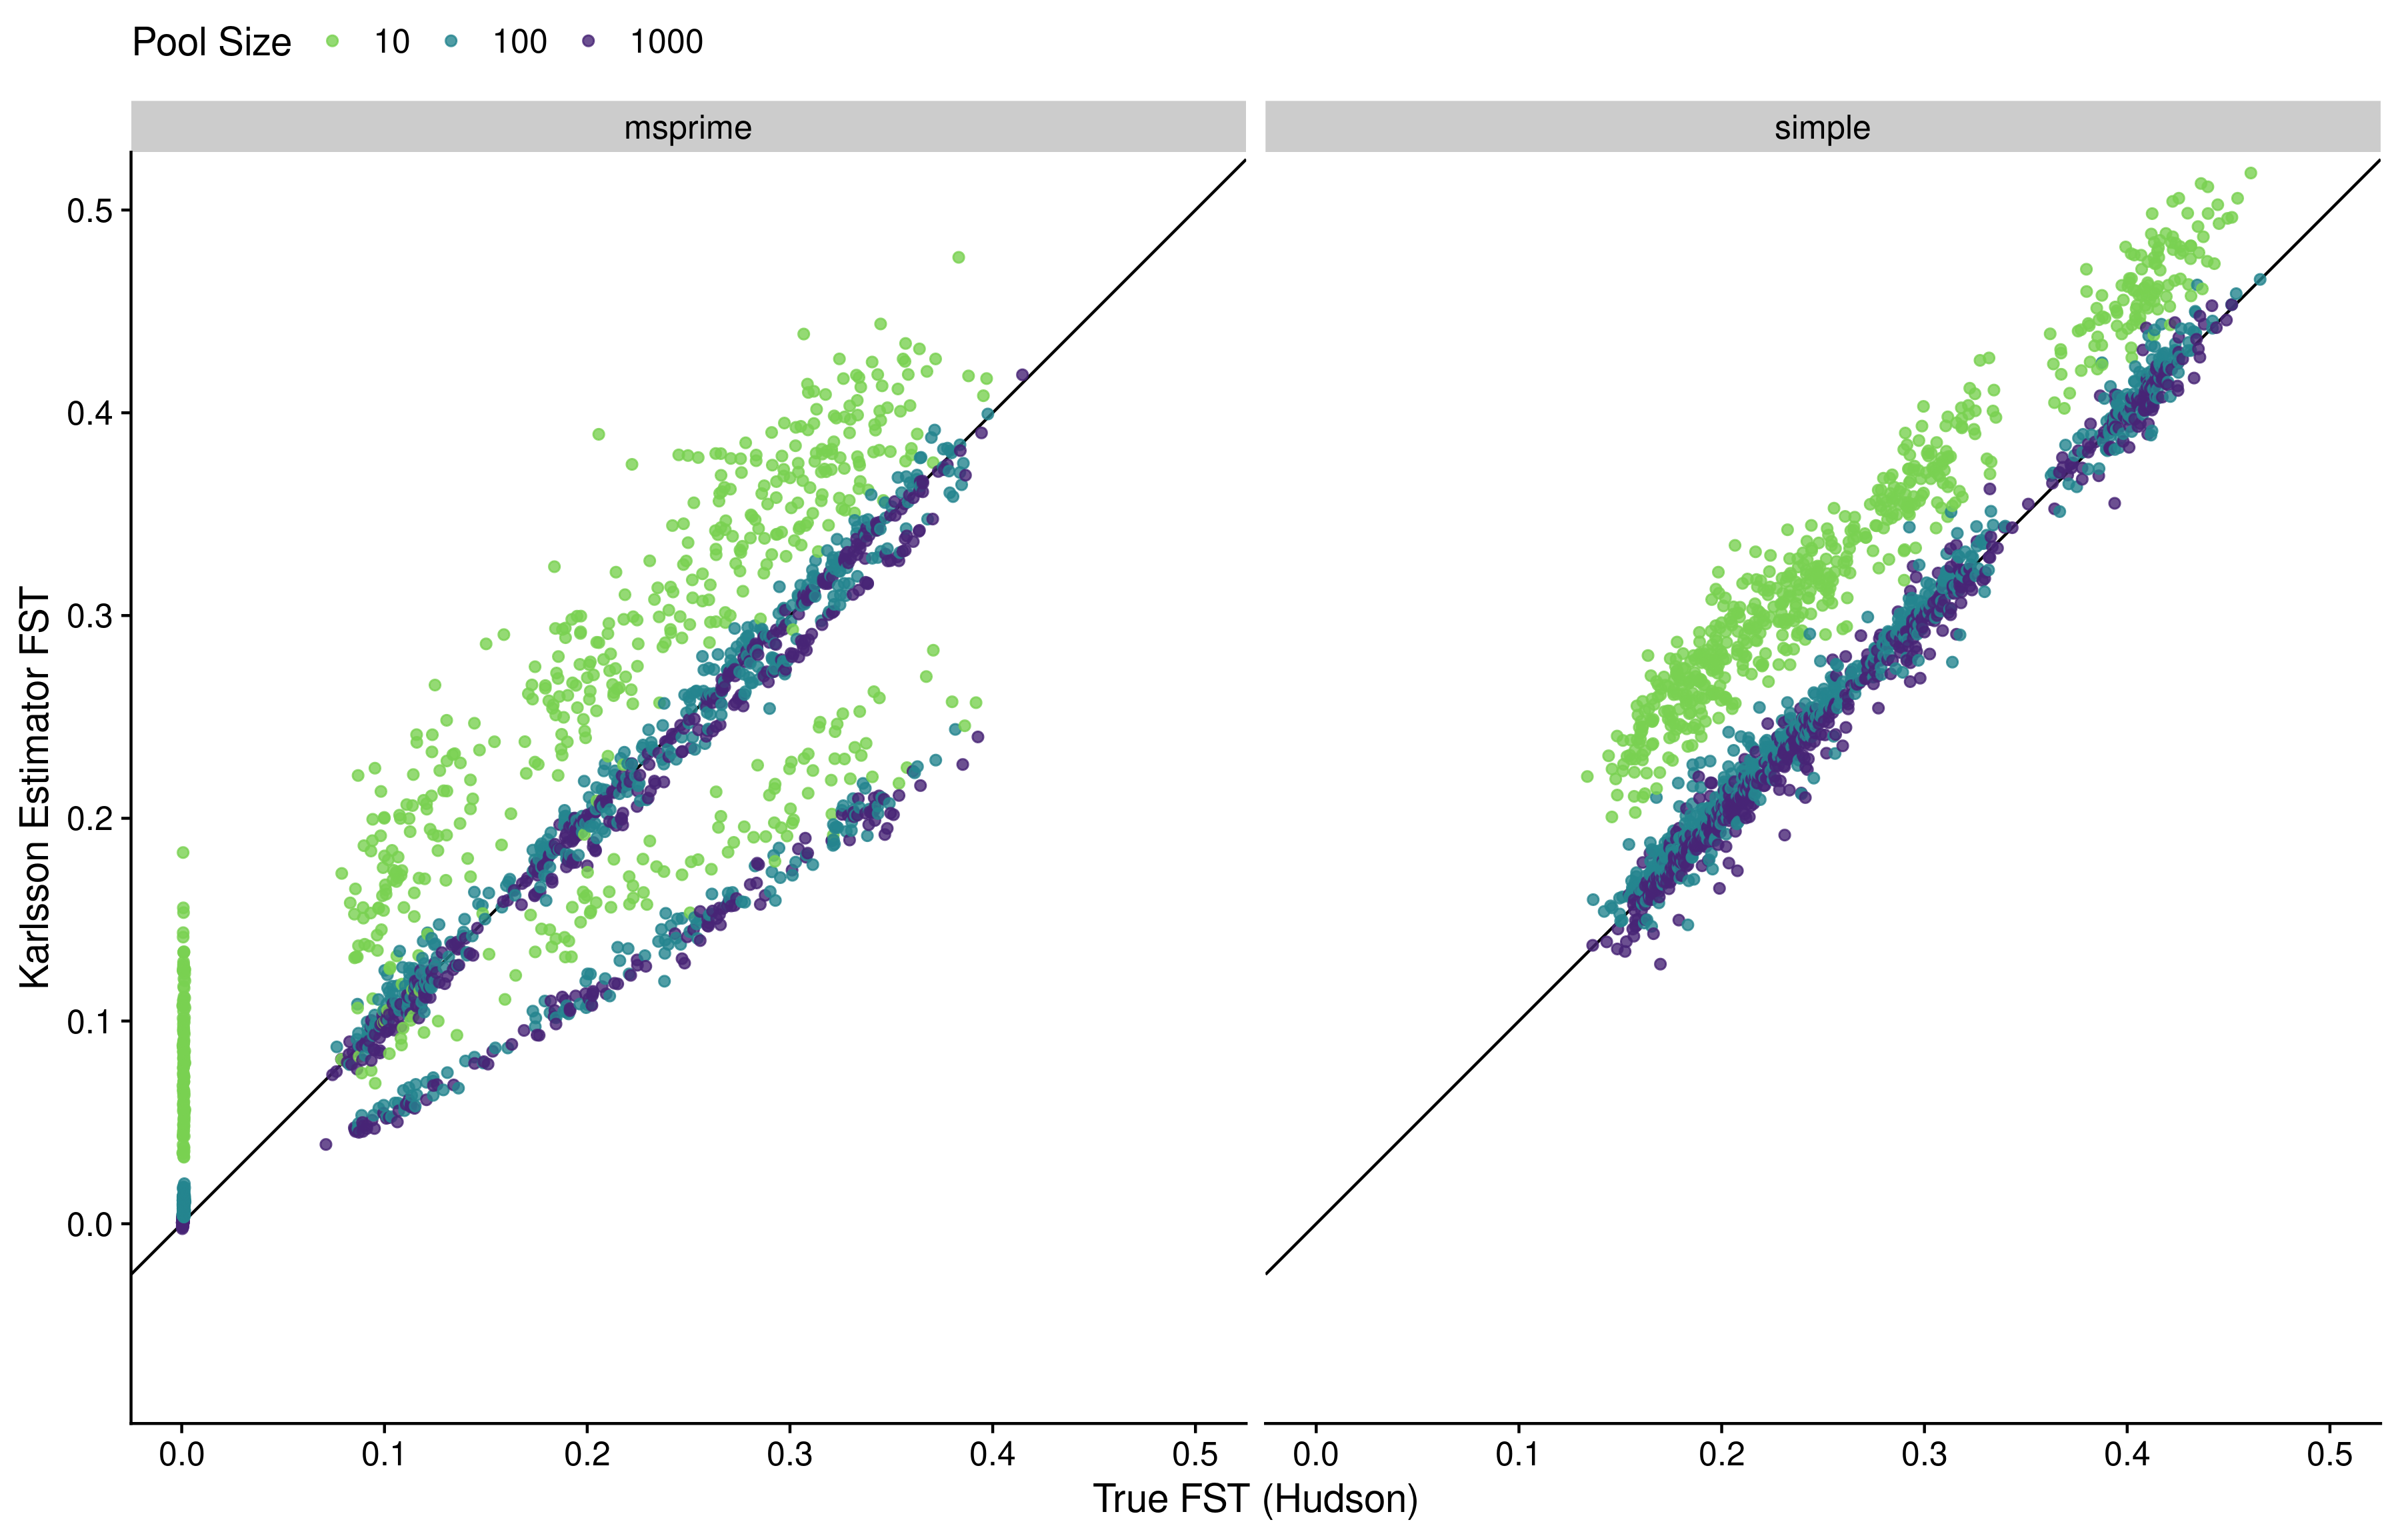 Pool Size 10 100 1000
msprime simple
0.5
0.4
0.3
0.2
0.1
0.0
Karlsson Estimator FST
0.0 0.1 0.2 0.3 0.4 0.5 0.0 0.1 0.2 0.3 0.4 0.5
True FST (Hudson)